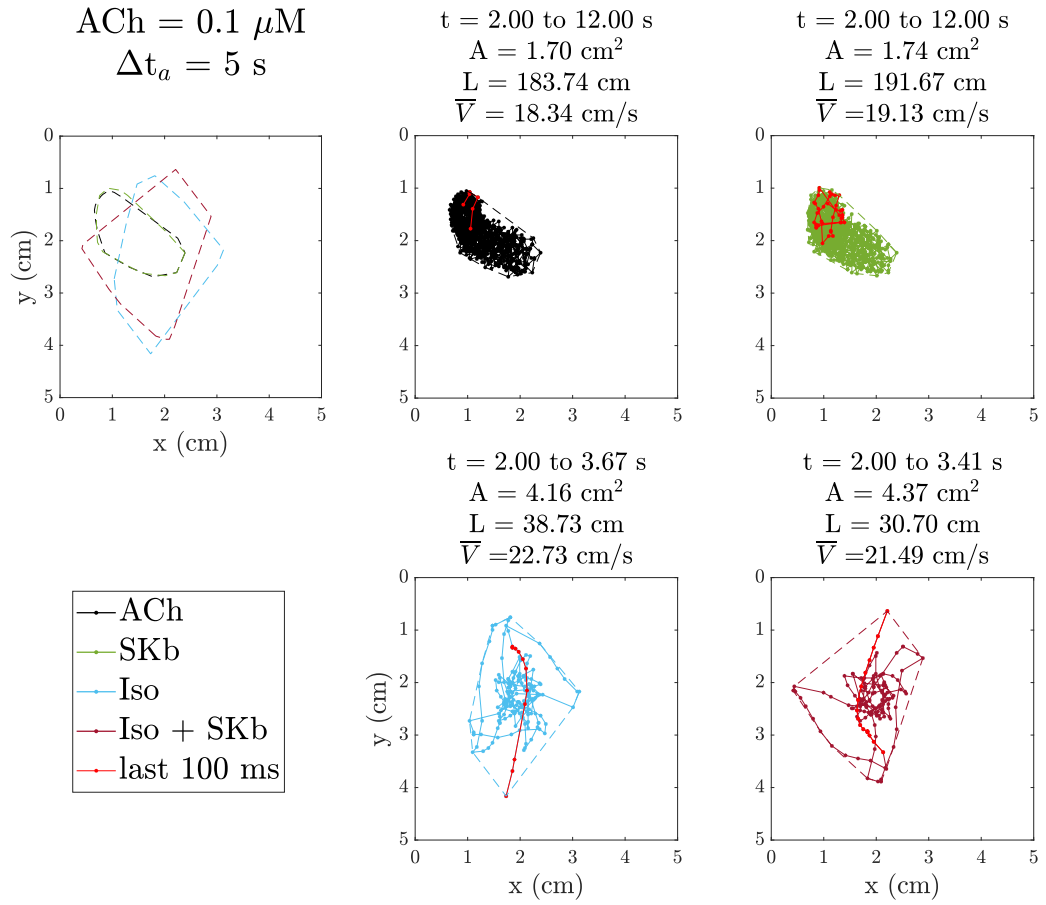 ACh = 0.1 μM
Δtₐ = 5 s
t = 2.00 to 12.00 s
A = 1.70 cm²
L = 183.74 cm
V̅ = 18.34 cm/s
t = 2.00 to 12.00 s
A = 1.74 cm²
L = 191.67 cm
V̅ =19.13 cm/s
0
1
2
3
4
5
y (cm)
0 1 2 3 4 5
x (cm)
0
1
2
3
4
5
0 1 2 3 4 5
0
1
2
3
4
5
0 1 2 3 4 5
t = 2.00 to 3.67 s
A = 4.16 cm²
L = 38.73 cm
V̅ =22.73 cm/s
t = 2.00 to 3.41 s
A = 4.37 cm²
L = 30.70 cm
V̅ =21.49 cm/s
ACh
SKb
Iso
Iso + SKb
last 100 ms
0
1
2
3
4
5
y (cm)
0 1 2 3 4 5
x (cm)
0
1
2
3
4
5
0 1 2 3 4 5
x (cm)